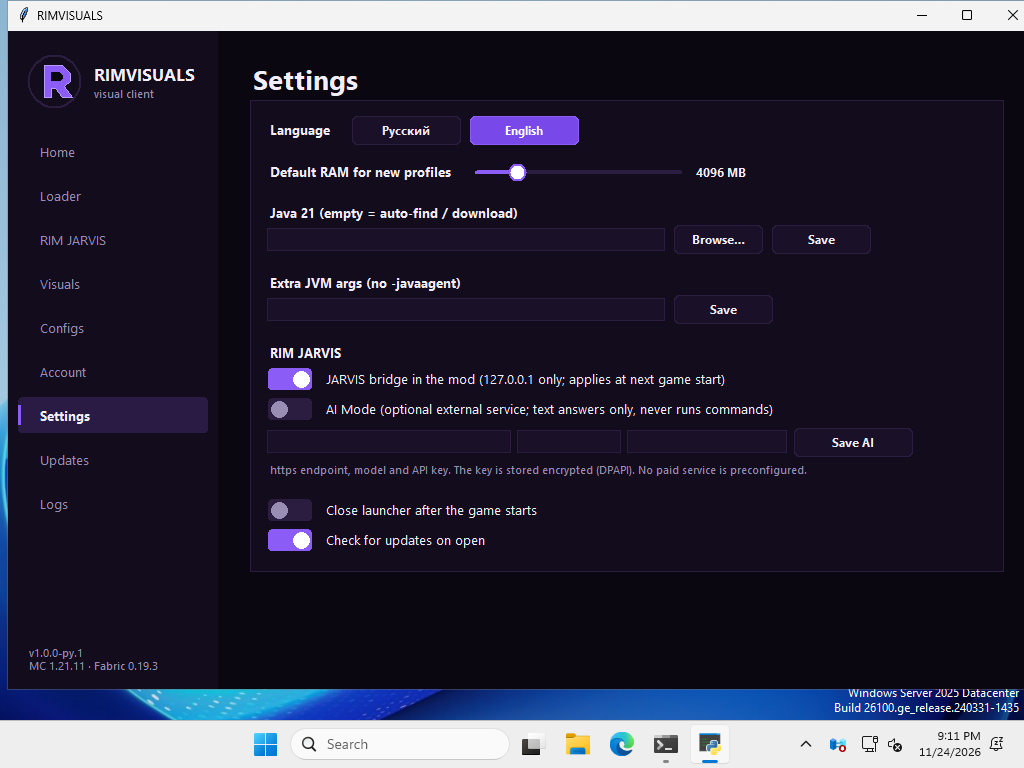 RIMVISUALS
R
RIMVISUALS
visual client
Home
Loader
RIM JARVIS
Visuals
Configs
Account
Settings
Updates
Logs
v1.0.0-py.1
MC 1.21.11 · Fabric 0.19.3
Settings
Language Русский English
Default RAM for new profiles 4096 MB
Java 21 (empty = auto-find / download)
Browse... Save
Extra JVM args (no -javaagent)
Save
RIM JARVIS
JARVIS bridge in the mod (127.0.0.1 only; applies at next game start)
AI Mode (optional external service; text answers only, never runs commands)
Save AI
https endpoint, model and API key. The key is stored encrypted (DPAPI). No paid service is preconfigured.
Close launcher after the game starts
Check for updates on open
Windows Server 2025 Datacenter
Build 26100.ge_release.240331-1435
Search
9:11 PM
11/24/2026